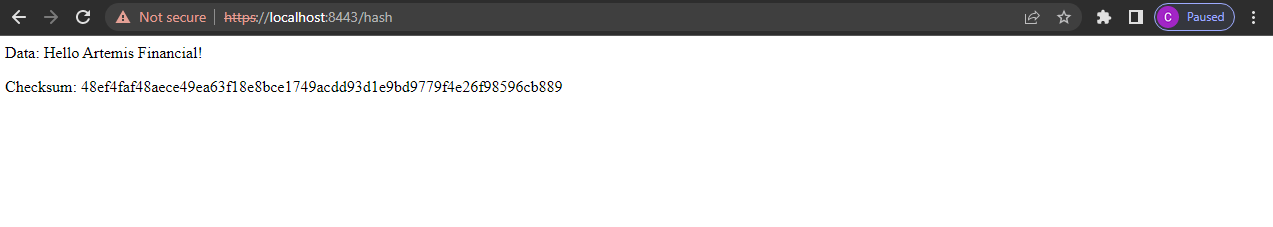 Not secure https://localhost:8443/hash C Paused
Data: Hello Artemis Financial!
Checksum: 48ef4faf48aece49ea63f18e8bce1749acdd93d1e9bd9779f4e26f98596cb889